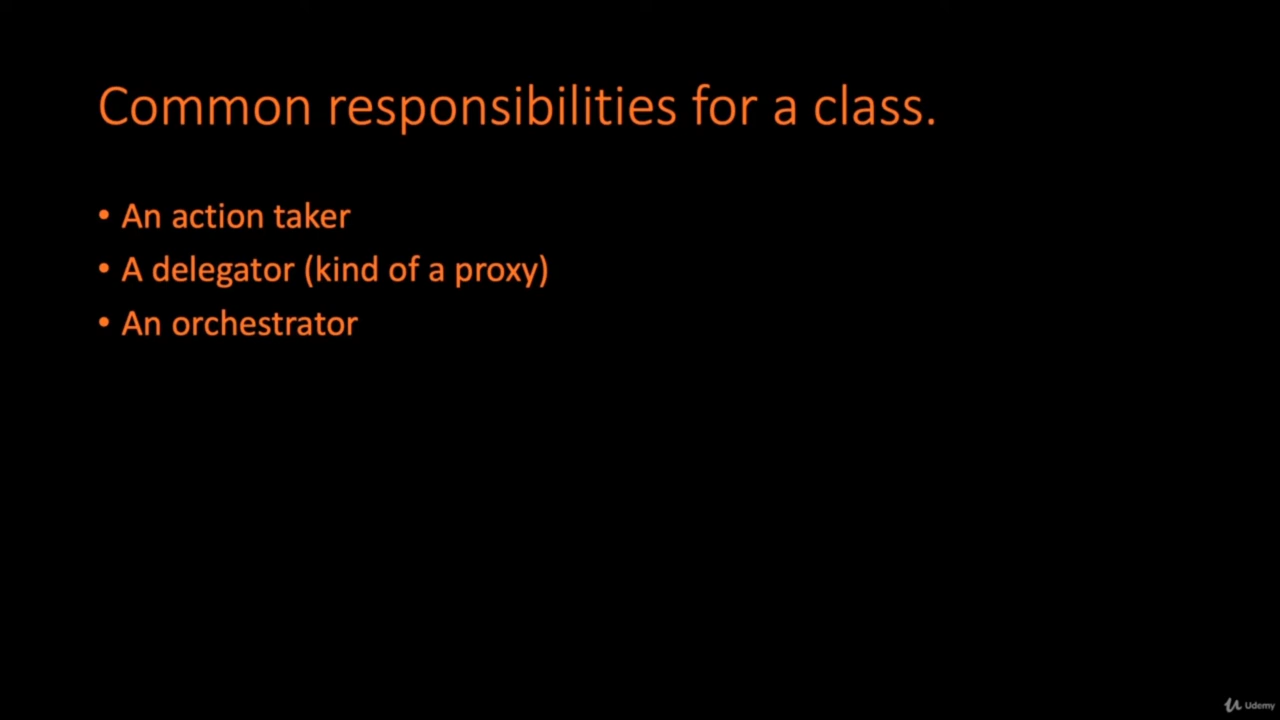 Common responsibilities for a class.
• An action taker
• A delegator (kind of a proxy)
• An orchestrator
Udemy